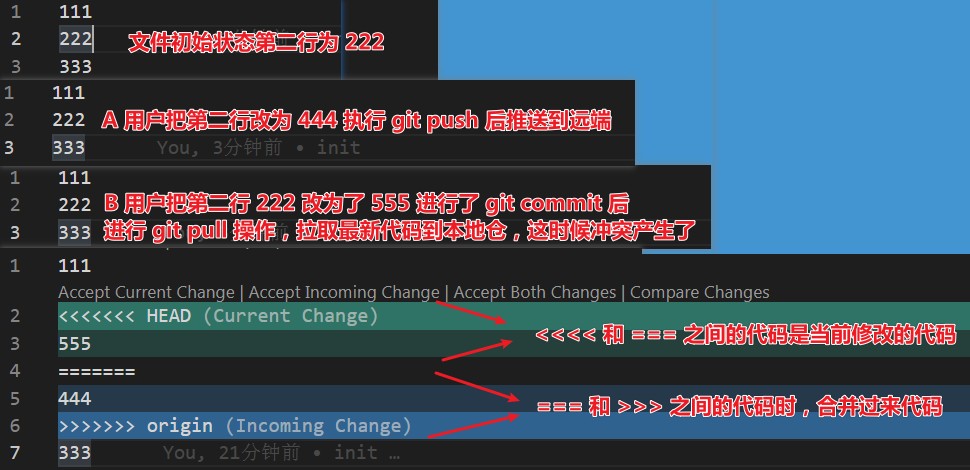 1 111
2 222 文件初始状态第二行为 222
3 333
1 111
2 222 A 用户把第二行改为 444 执行 git push 后推送到远端
3 333 You, 3分钟前 • init
1 111
2 222 B 用户把第二行 222 改为了 555 进行了 git commit 后
3 333 进行 git pull 操作，拉取最新代码到本地仓，这时候冲突产生了
1 111
Accept Current Change | Accept Incoming Change | Accept Both Changes | Compare Changes
2 <<<<<<< HEAD (Current Change)
3 555 <<<< 和 === 之间的代码是当前修改的代码
4 =======
5 444 === 和 >>> 之间的代码时，合并过来代码
6 >>>>>>> origin (Incoming Change)
7 333 You, 21分钟前 • init …